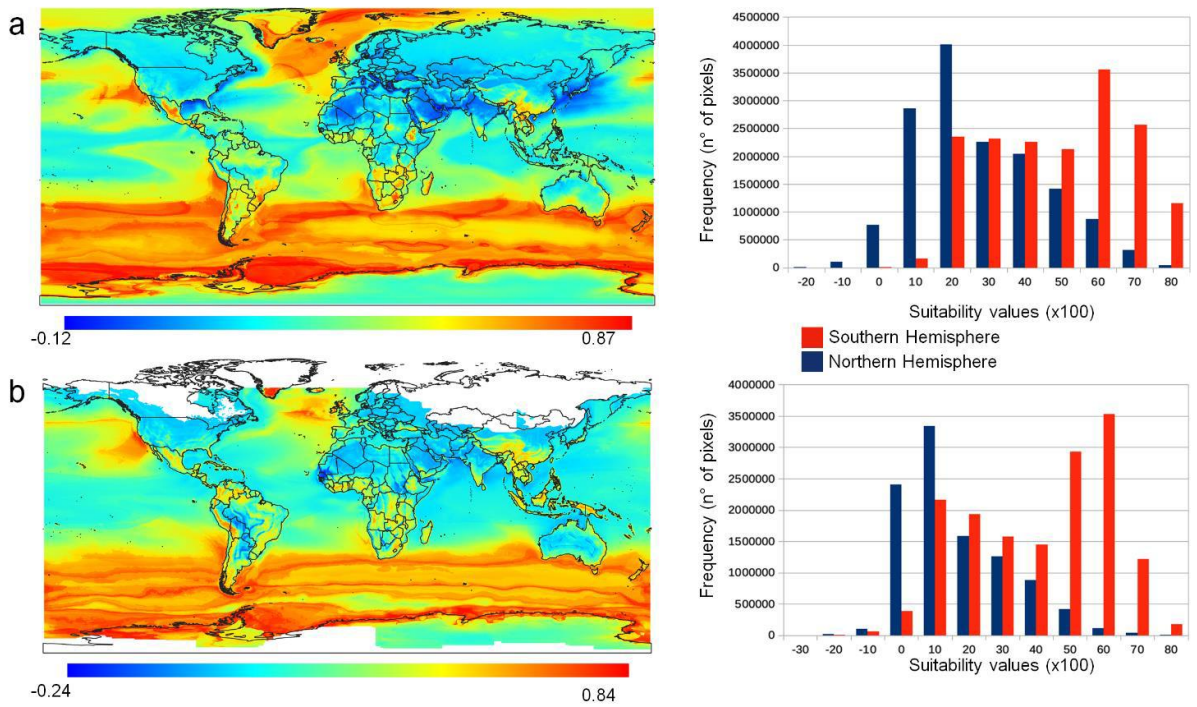 a
-0.12
0.87
Frequency (n° of pixels)
4500000
4000000
3500000
3000000
2500000
2000000
1500000
1000000
500000
0
-20 -10 0 10 20 30 40 50 60 70 80
Suitability values (x100)
Southern Hemisphere
Northern Hemisphere
b
-0.24
0.84
Frequency (n° of pixels)
4000000
3500000
3000000
2500000
2000000
1500000
1000000
500000
0
-30 -20 -10 0 10 20 30 40 50 60 70 80
Suitability values (x100)